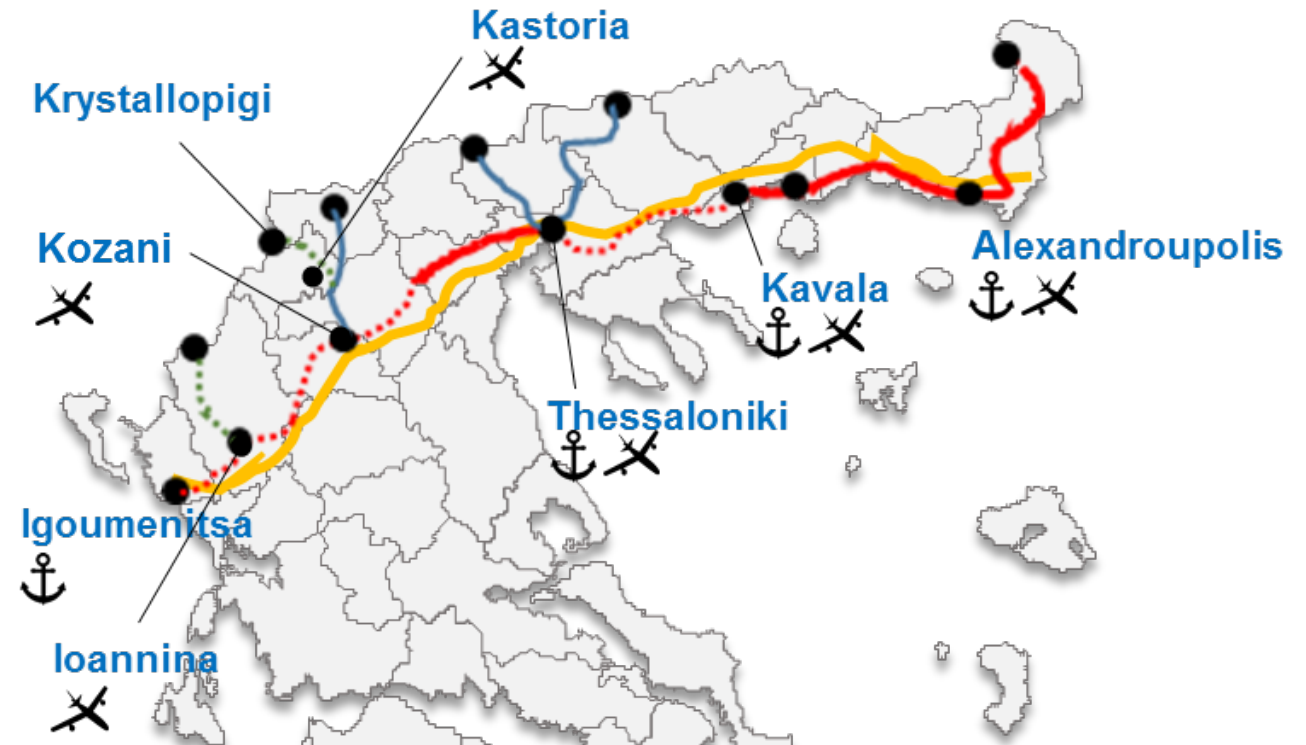 Kastoria
Krystallopigi
Kozani
Alexandroupolis
Kavala
Thessaloniki
Igoumenitsa
Ioannina